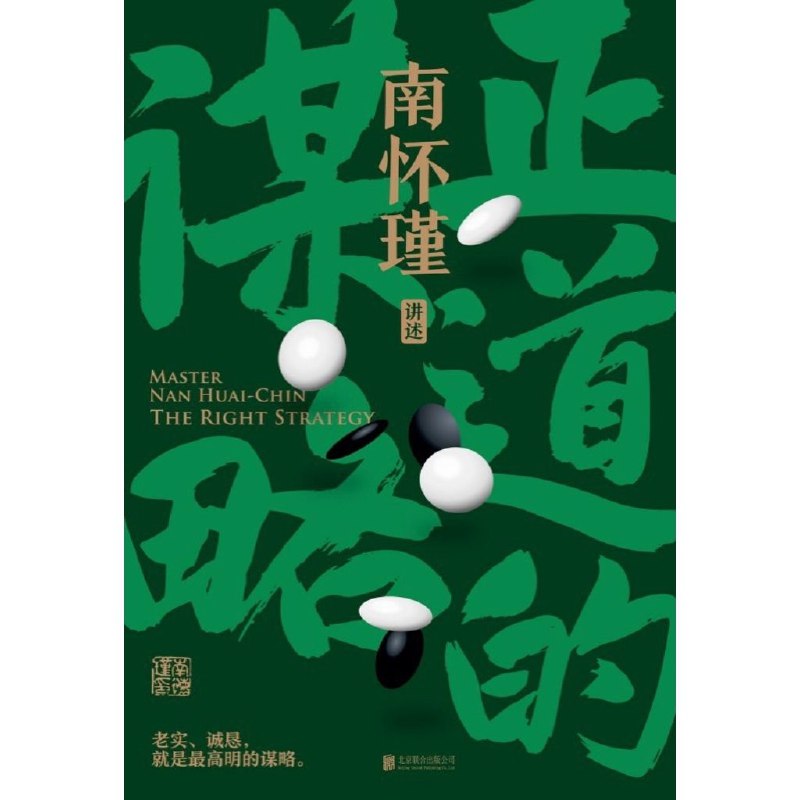 正道的
谋略
南怀瑾
讲述
MASTER
NAN HUAI-CHIN
THE RIGHT STRATEGY
老实、诚恳，
就是最高明的谋略。
北京联合出版公司